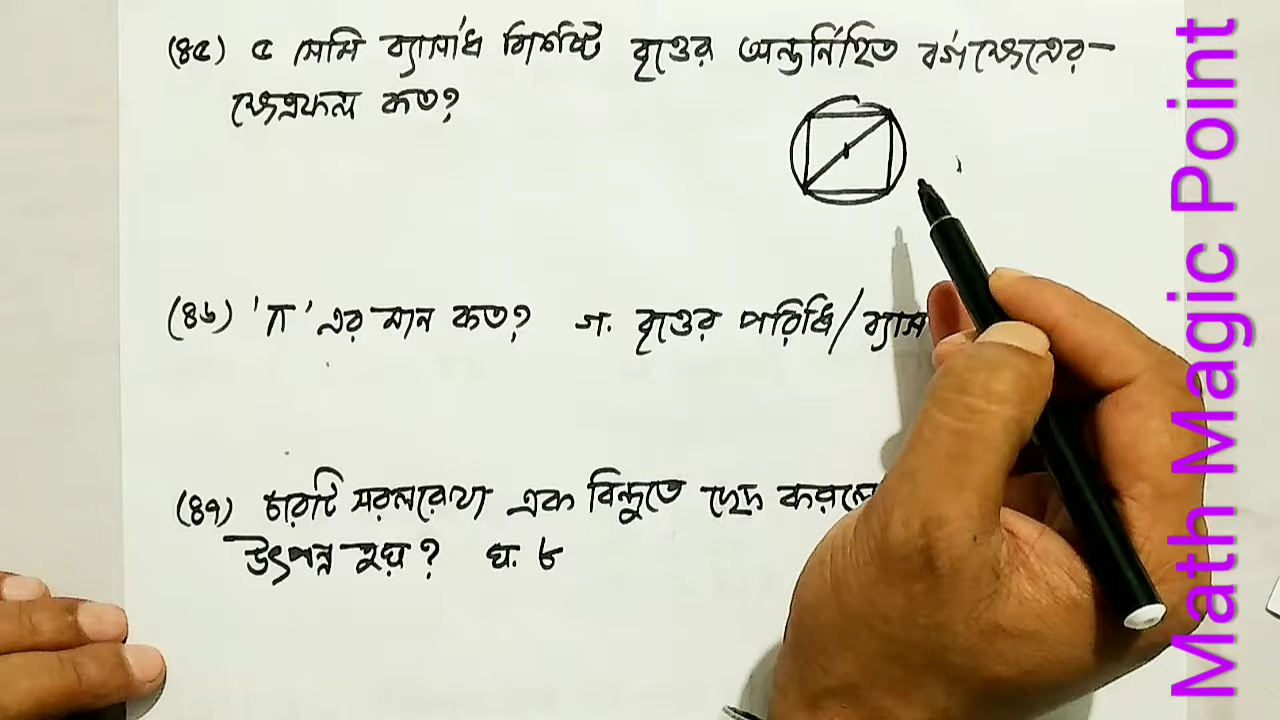 (৪৫) ৫ সেমি ব্যাসার্ধ বিশিষ্ট বৃত্তের অন্তর্নিহিত বর্গক্ষেত্রের-
ক্ষেত্রফল কত?
(৪৬) 'π' এর মান কত? গ. বৃত্তের পরিধি/ব্যাস
(৪৭) চারটি সরলরেখা এক বিন্দুতে ছেদ করলে
উৎপন্ন হয়? ঘ. ৮
Math Magic Point